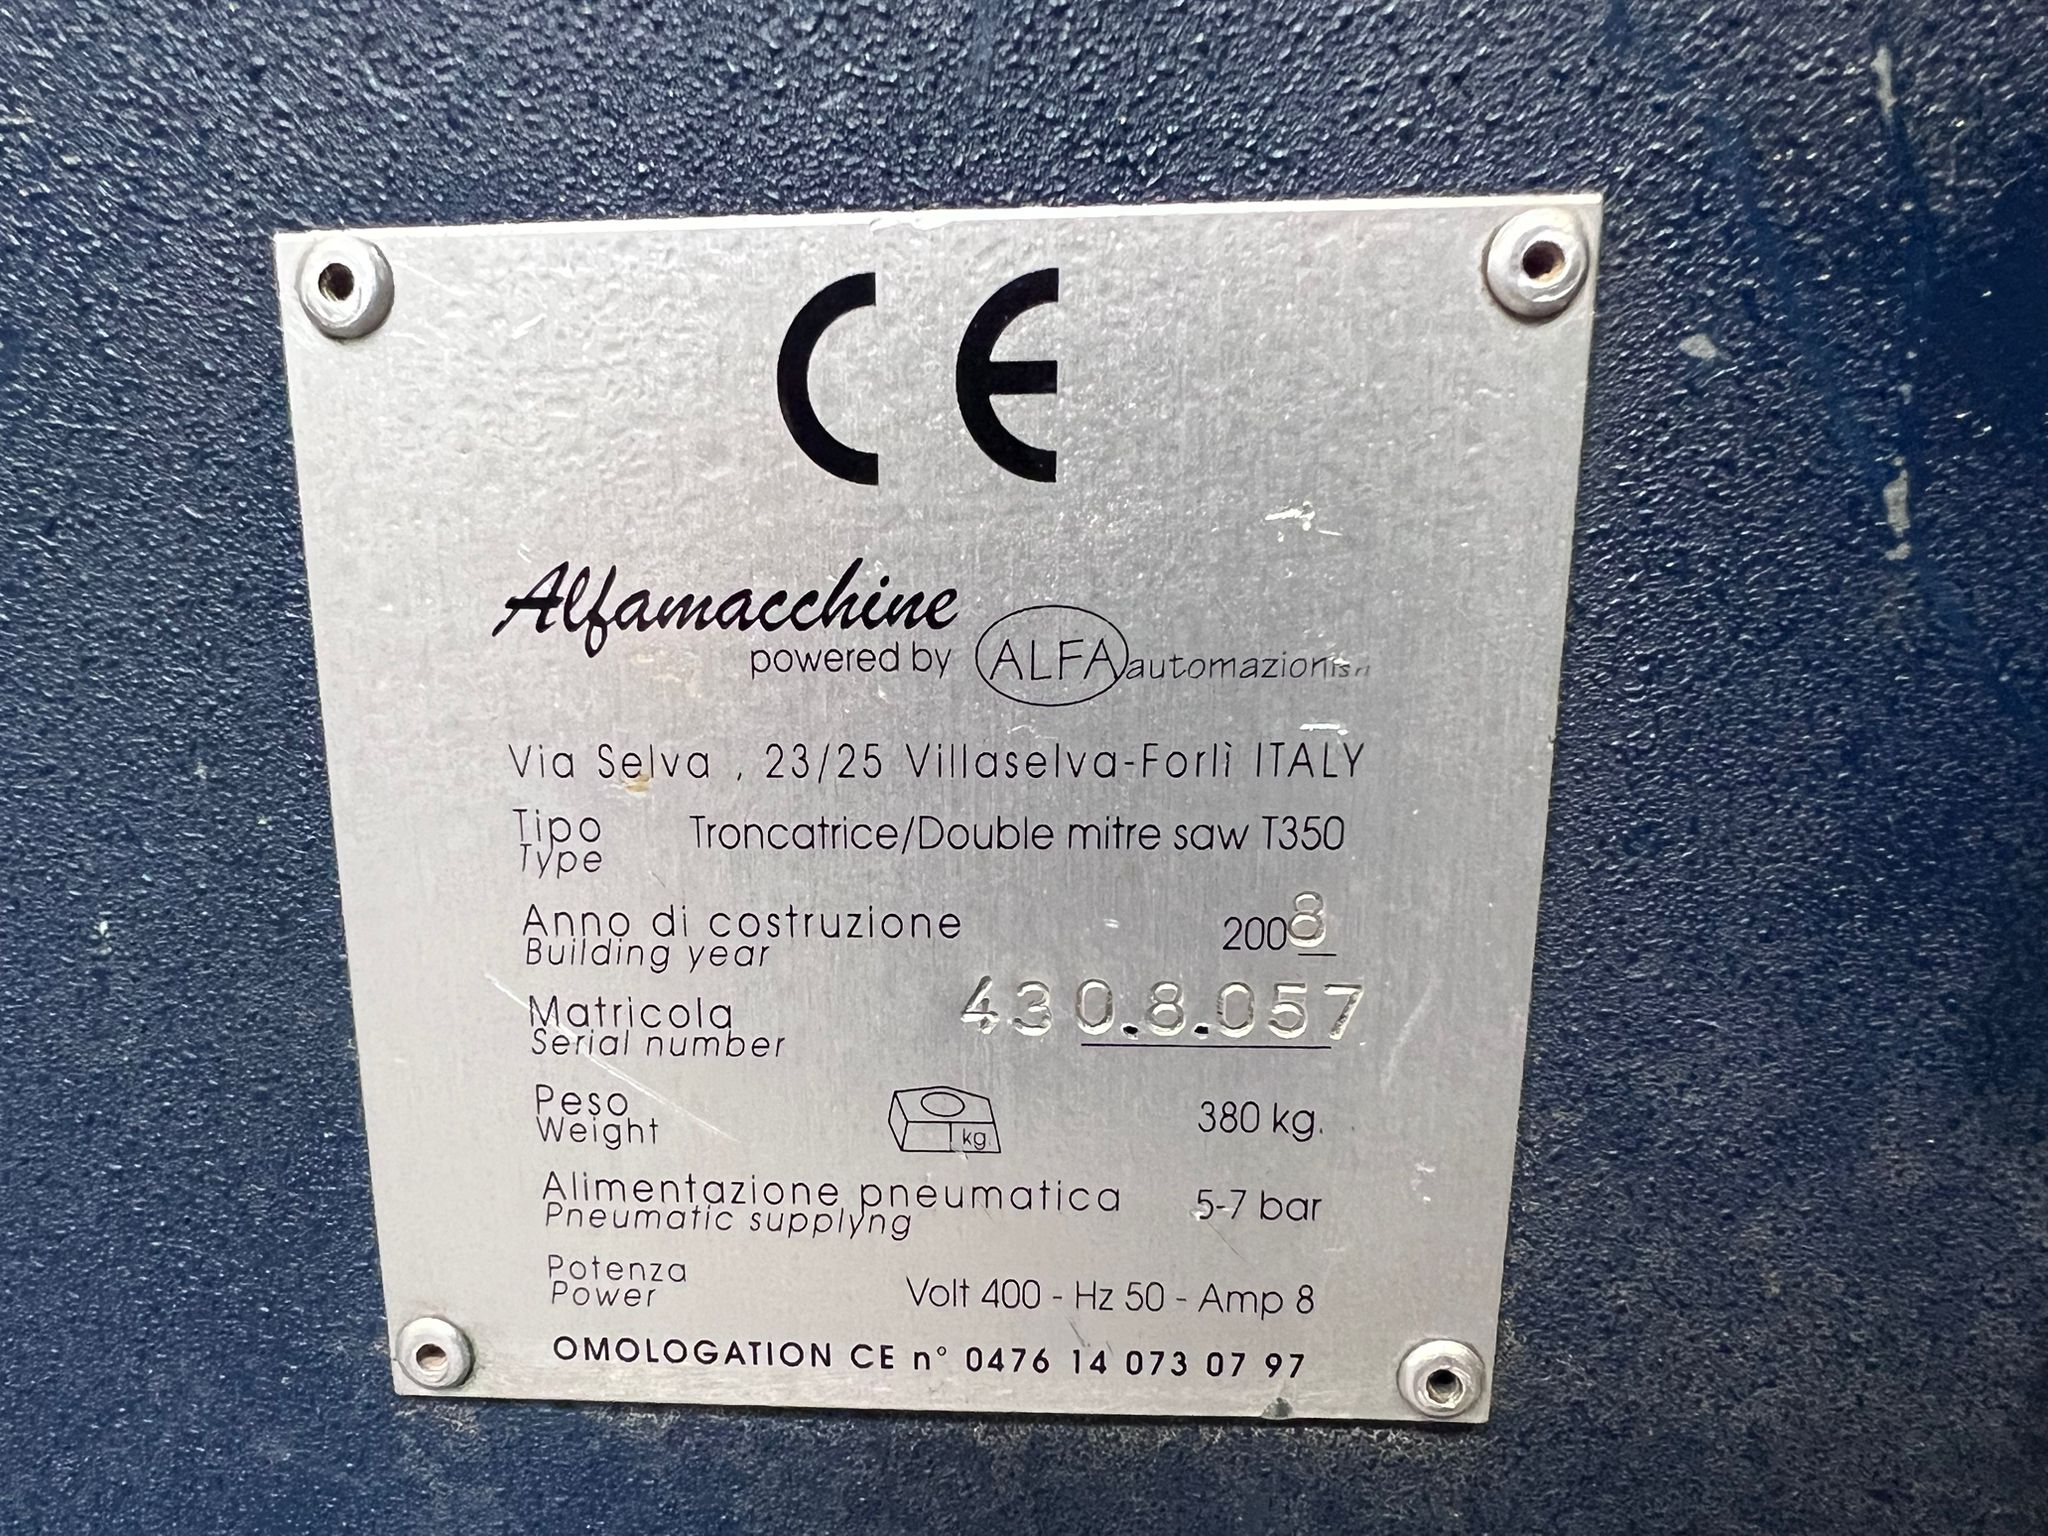 CE
Alfamacchine
powered by ALFA automazioni srl
Via Selva , 23/25 Villaselva-Forlì ITALY
Tipo Troncatrice/Double mitre saw T350
Type
Anno di costruzione 2008
Building year
Matricola 430.8.057
Serial number
Peso kg. 380 kg.
Weight
Alimentazione pneumatica 5-7 bar
Pneumatic supplyng
Potenza Volt 400 - Hz 50 - Amp 8
Power
OMOLOGATION CE n° 0476 14 073 07 97